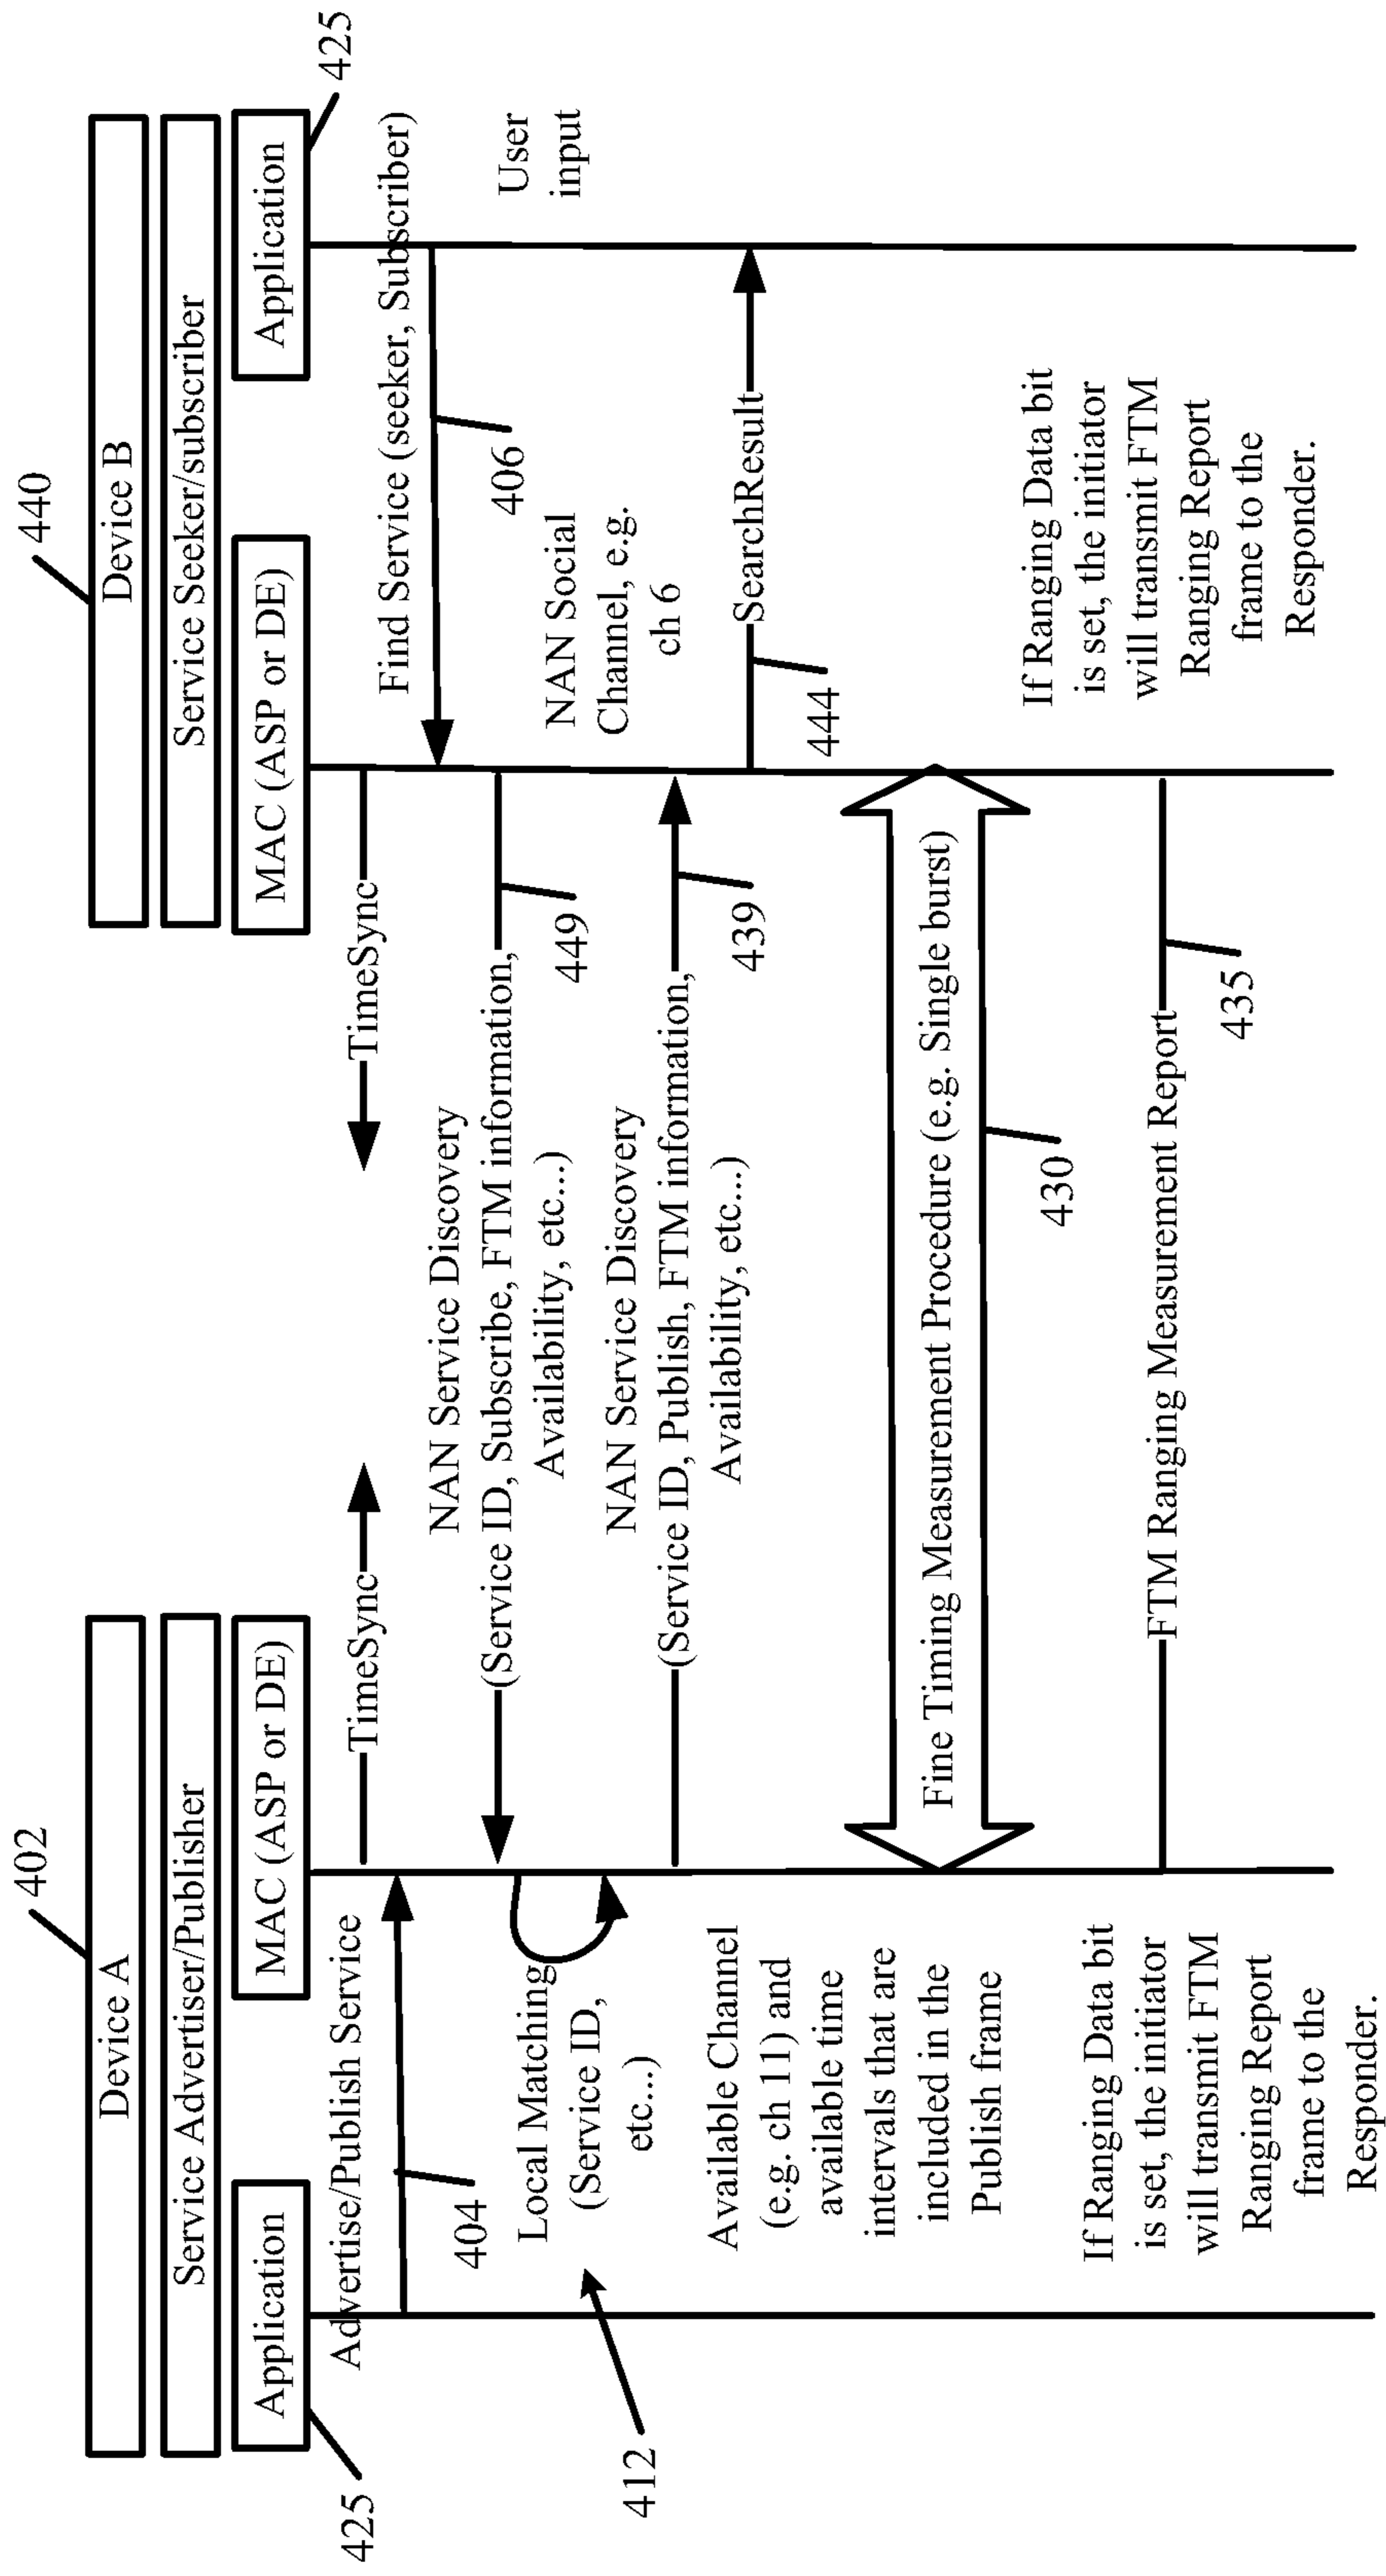 402
440
Device A
Device B
Service Advertiser/Publisher
Service Seeker/subscriber
Application
MAC (ASP or DE)
MAC (ASP or DE)
Application
425
425
TimeSync
TimeSync
Advertise/Publish Service
404
Find Service (seeker, Subscriber)
406
User
input
NAN Service Discovery
(Service ID, Subscribe, FTM information,
Availability, etc...)
449
Local Matching
(Service ID,
etc...)
412
NAN Social
Channel, e.g.
ch 6
NAN Service Discovery
(Service ID, Publish, FTM information,
Availability, etc...)
439
SearchResult
444
Available Channel
(e.g. ch 11) and
available time
intervals that are
included in the
Publish frame
Fine Timing Measurement Procedure (e.g. Single burst)
430
If Ranging Data bit
is set, the initiator
will transmit FTM
Ranging Report
frame to the
Responder.
FTM Ranging Measurement Report
435
If Ranging Data bit
is set, the initiator
will transmit FTM
Ranging Report
frame to the
Responder.